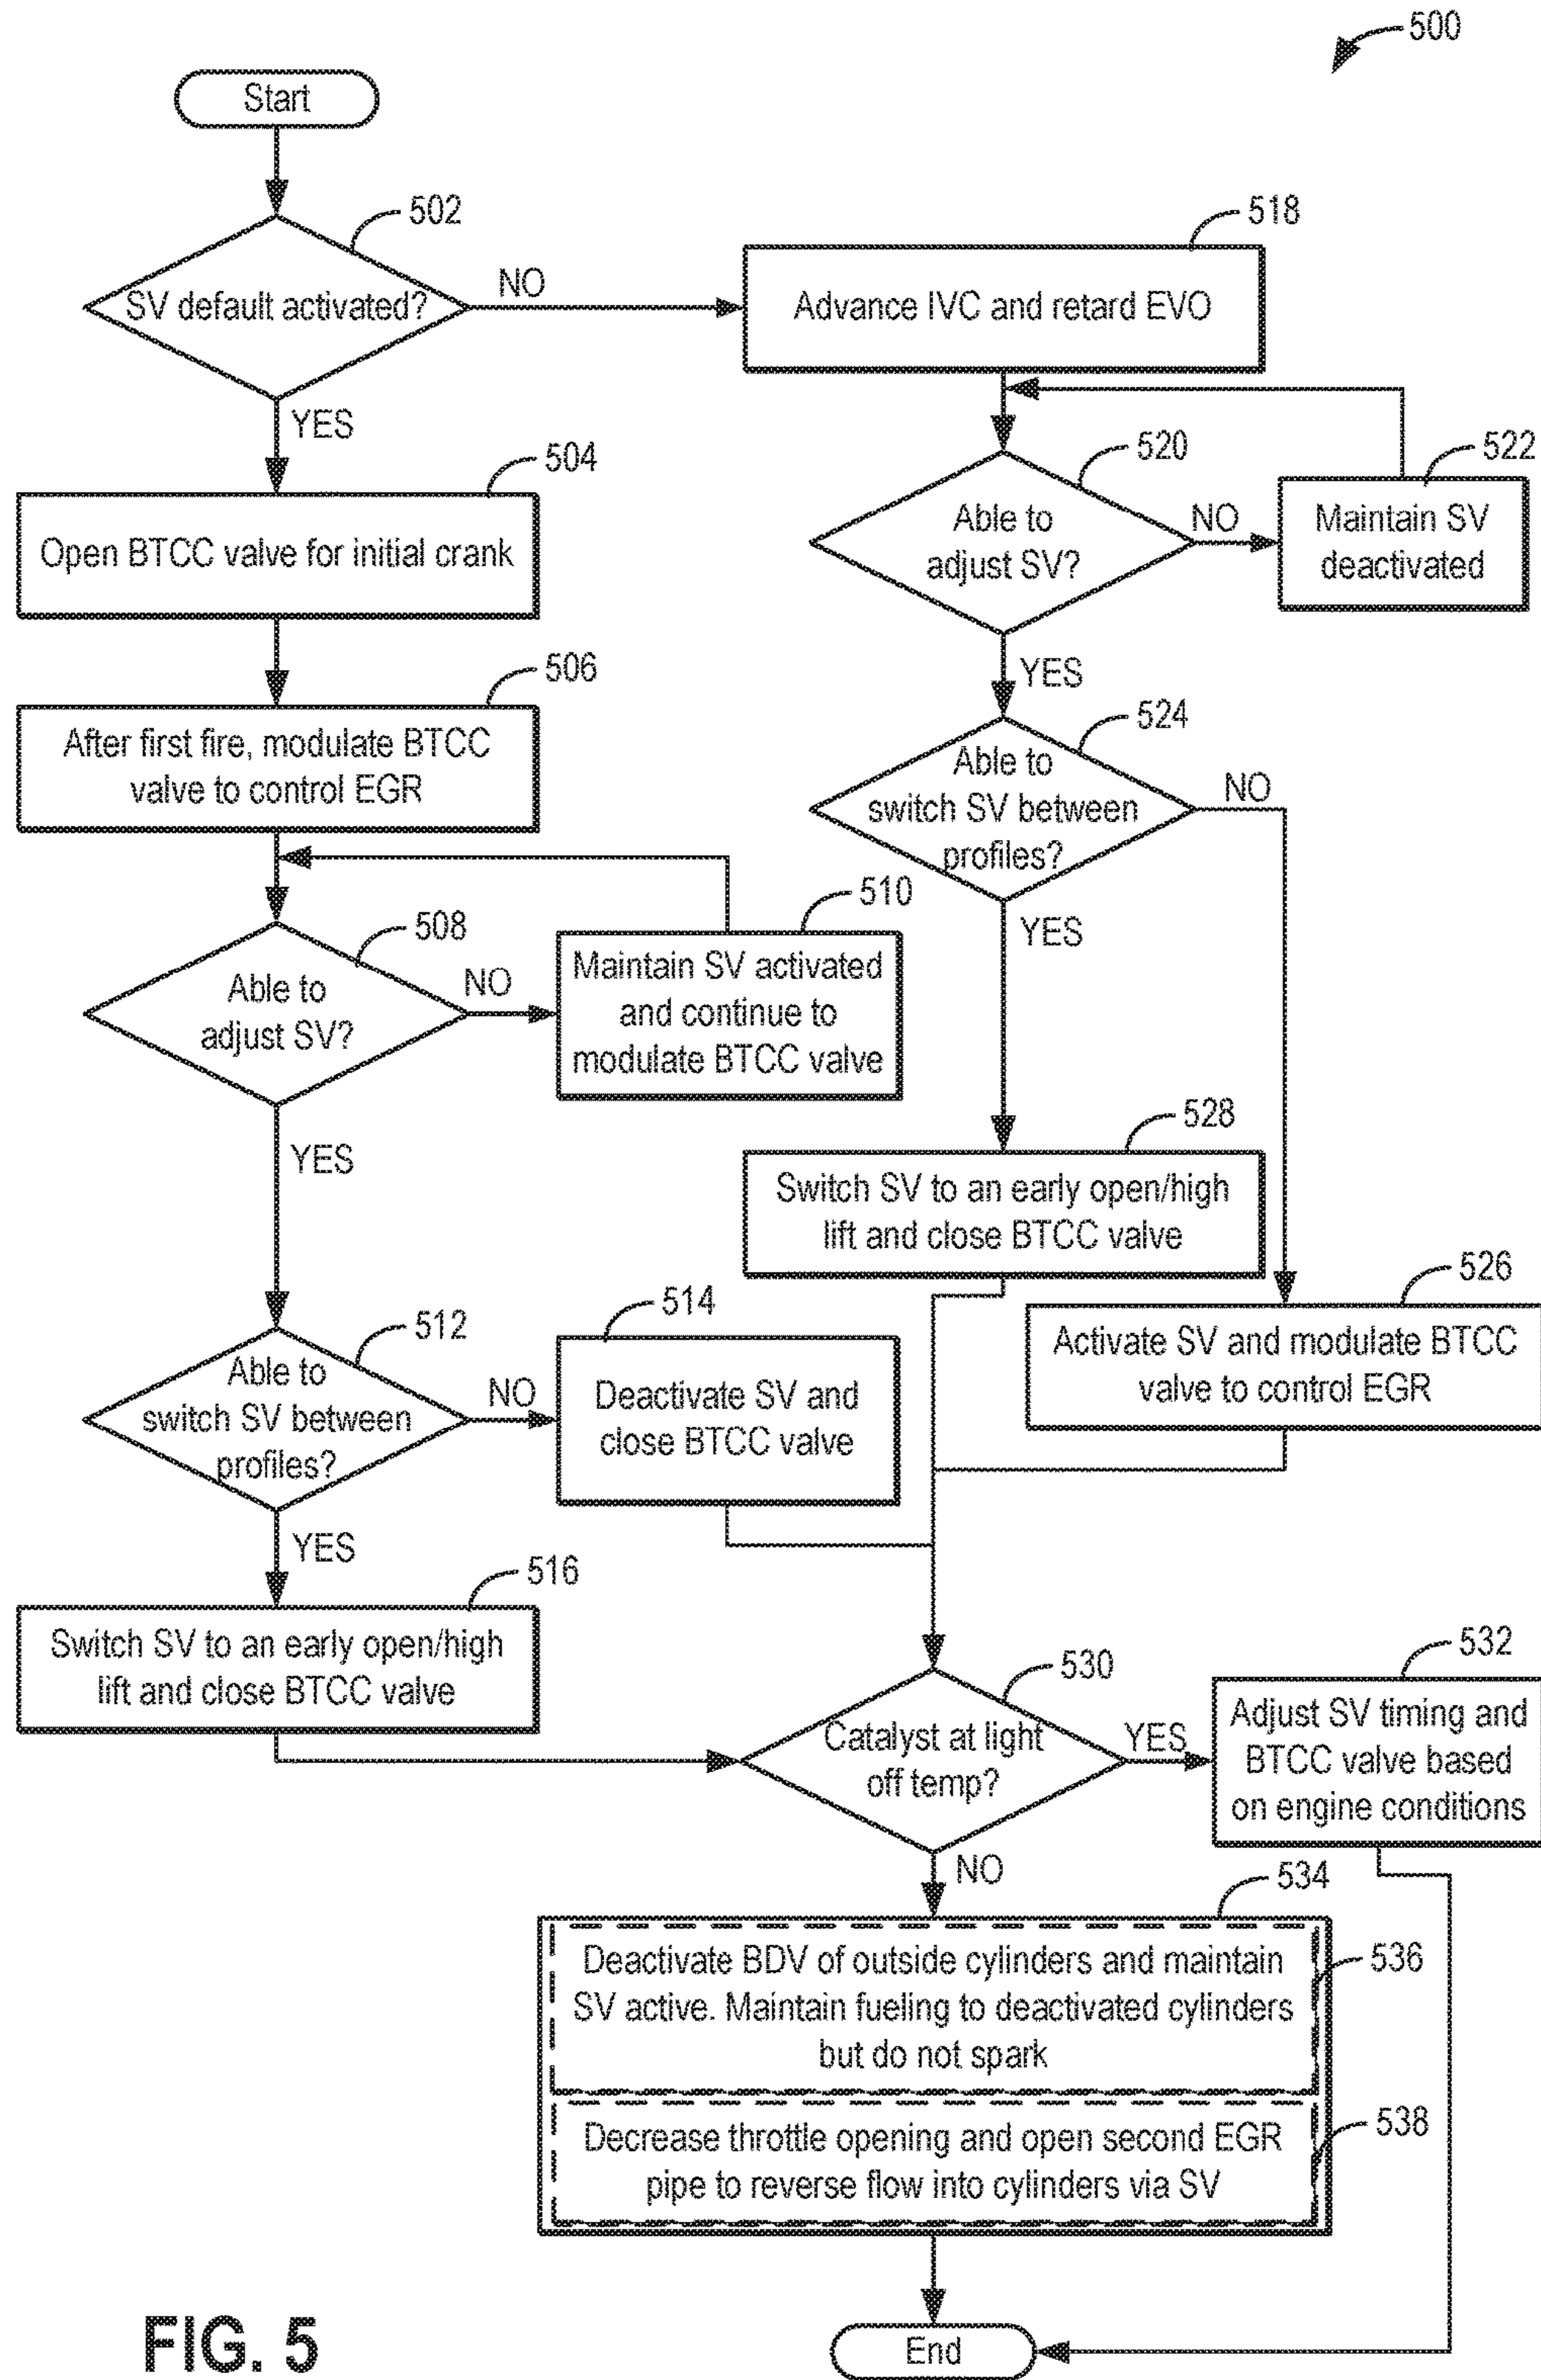 500
Start
502
SV default activated?
NO
YES
518
Advance IVC and retard EVO
504
Open BTCC valve for initial crank
520
Able to
adjust SV?
NO
YES
522
Maintain SV
deactivated
506
After first fire, modulate BTCC
valve to control EGR
524
Able to
switch SV between
profiles?
NO
YES
508
Able to
adjust SV?
NO
YES
510
Maintain SV activated
and continue to
modulate BTCC valve
528
Switch SV to an early open/high
lift and close BTCC valve
526
Activate SV and modulate BTCC
valve to control EGR
512
Able to
switch SV between
profiles?
NO
YES
514
Deactivate SV and
close BTCC valve
516
Switch SV to an early open/high
lift and close BTCC valve
530
Catalyst at light
off temp?
YES
NO
532
Adjust SV timing and
BTCC valve based
on engine conditions
534
Deactivate BDV of outside cylinders and maintain
SV active. Maintain fueling to deactivated cylinders
but do not spark
536
Decrease throttle opening and open second EGR
pipe to reverse flow into cylinders via SV
538
End
FIG. 5